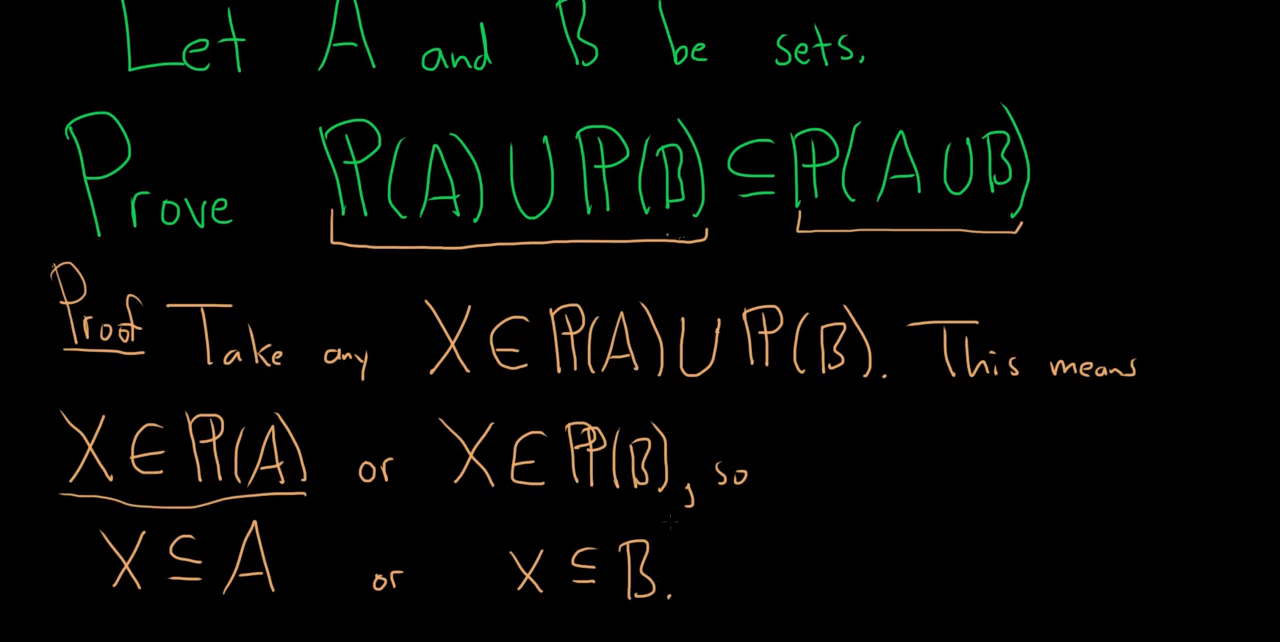 Let A and B be sets.
Prove ℙ(A) ∪ ℙ(B) ⊆ ℙ(A ∪ B)
Proof Take any X ∈ ℙ(A) ∪ ℙ(B). This means
X ∈ ℙ(A) or X ∈ ℙ(B), so
X ⊆ A or X ⊆ B.